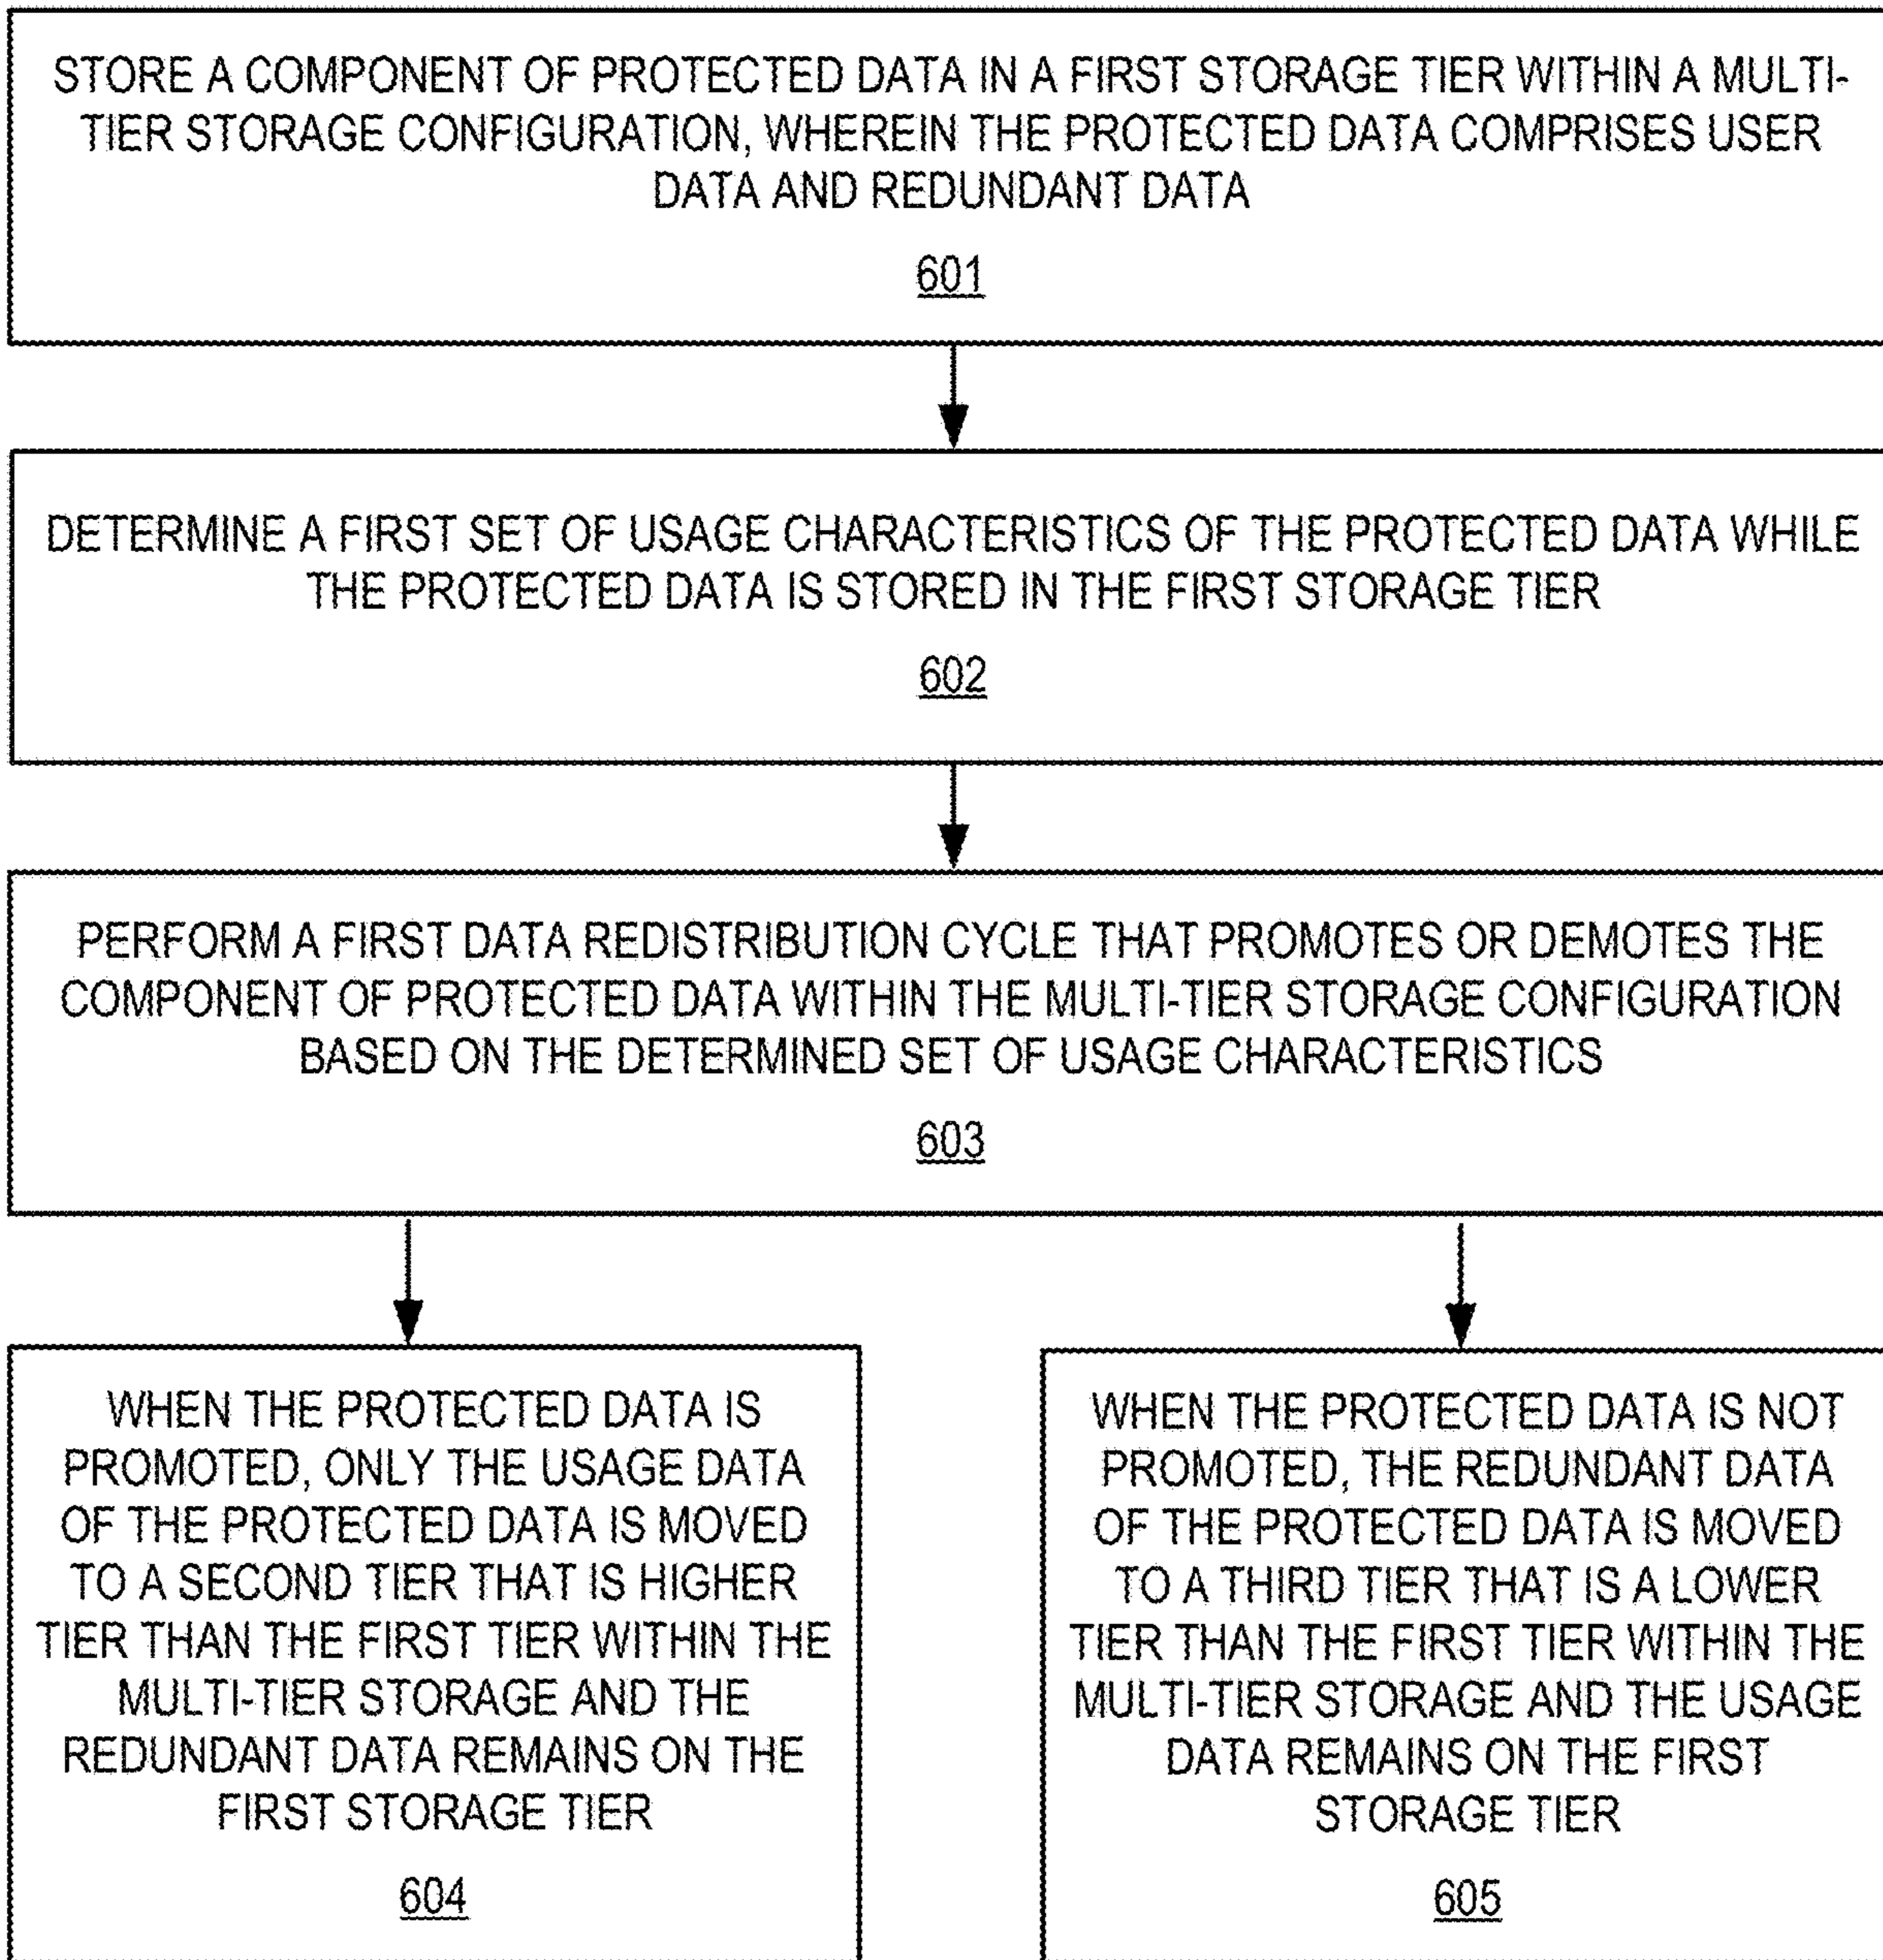 STORE A COMPONENT OF PROTECTED DATA IN A FIRST STORAGE TIER WITHIN A MULTI-
TIER STORAGE CONFIGURATION, WHEREIN THE PROTECTED DATA COMPRISES USER
DATA AND REDUNDANT DATA
601
DETERMINE A FIRST SET OF USAGE CHARACTERISTICS OF THE PROTECTED DATA WHILE
THE PROTECTED DATA IS STORED IN THE FIRST STORAGE TIER
602
PERFORM A FIRST DATA REDISTRIBUTION CYCLE THAT PROMOTES OR DEMOTES THE
COMPONENT OF PROTECTED DATA WITHIN THE MULTI-TIER STORAGE CONFIGURATION
BASED ON THE DETERMINED SET OF USAGE CHARACTERISTICS
603
WHEN THE PROTECTED DATA IS
PROMOTED, ONLY THE USAGE DATA
OF THE PROTECTED DATA IS MOVED
TO A SECOND TIER THAT IS HIGHER
TIER THAN THE FIRST TIER WITHIN THE
MULTI-TIER STORAGE AND THE
REDUNDANT DATA REMAINS ON THE
FIRST STORAGE TIER
604
WHEN THE PROTECTED DATA IS NOT
PROMOTED, THE REDUNDANT DATA
OF THE PROTECTED DATA IS MOVED
TO A THIRD TIER THAT IS A LOWER
TIER THAN THE FIRST TIER WITHIN THE
MULTI-TIER STORAGE AND THE USAGE
DATA REMAINS ON THE FIRST
STORAGE TIER
605